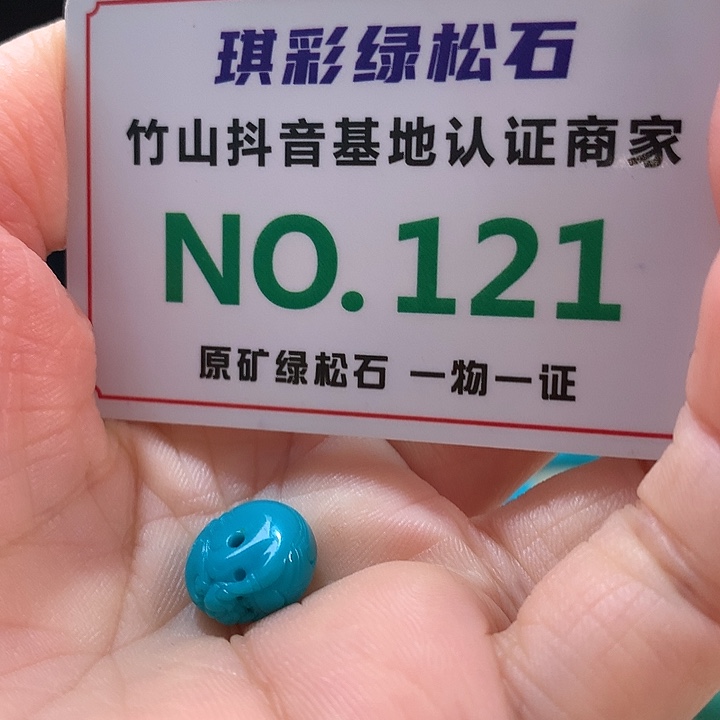 琪彩绿松石
竹山抖音基地认证商家
NO.121
原矿绿松石 一物一证